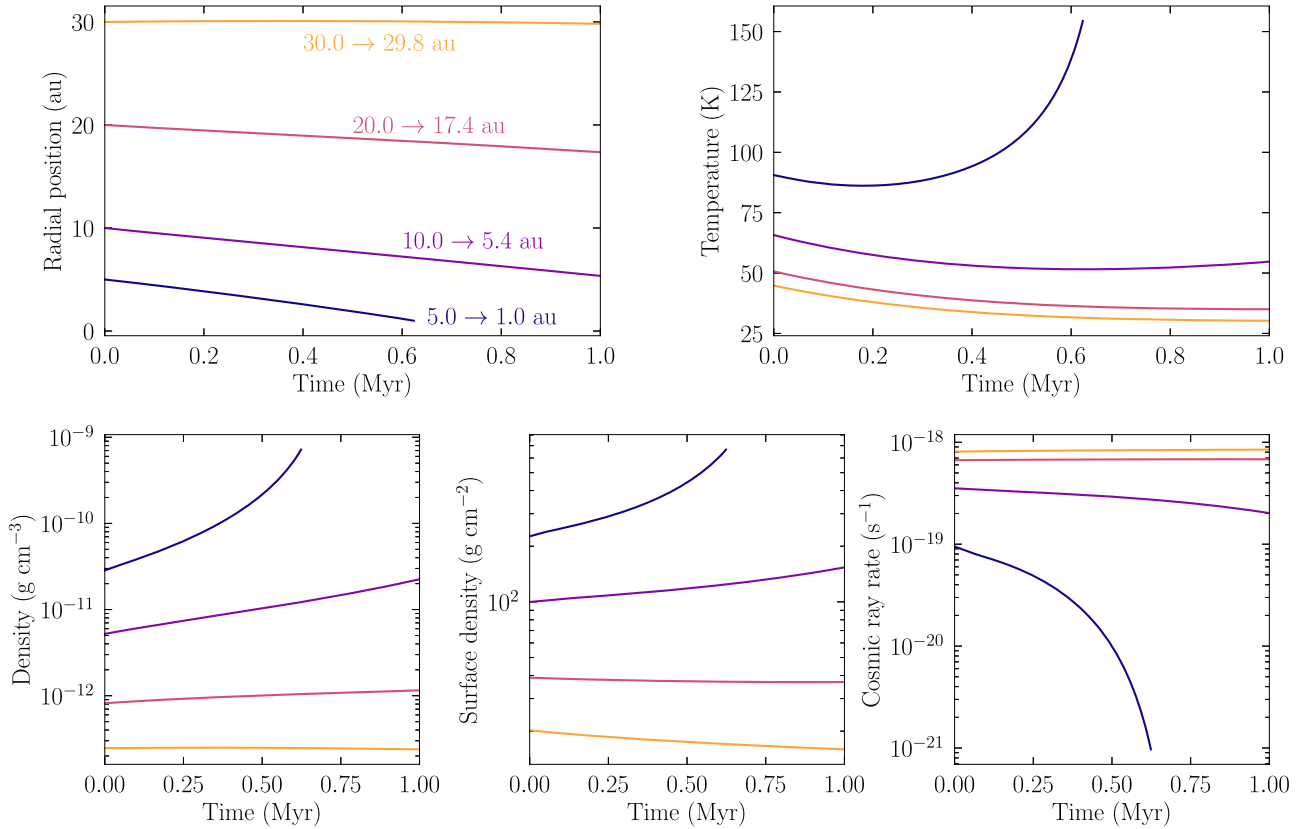 Radial position (au)
30
20
10
0
30.0 → 29.8 au
20.0 → 17.4 au
10.0 → 5.4 au
5.0 → 1.0 au
0.0 0.2 0.4 0.6 0.8 1.0
Time (Myr)
Temperature (K)
150
125
100
75
50
25
0.0 0.2 0.4 0.6 0.8 1.0
Time (Myr)
Density (g cm⁻³)
10⁻⁹
10⁻¹⁰
10⁻¹¹
10⁻¹²
0.00 0.25 0.50 0.75 1.00
Time (Myr)
Surface density (g cm⁻²)
10²
0.00 0.25 0.50 0.75 1.00
Time (Myr)
Cosmic ray rate (s⁻¹)
10⁻¹⁸
10⁻¹⁹
10⁻²⁰
10⁻²¹
0.00 0.25 0.50 0.75 1.00
Time (Myr)